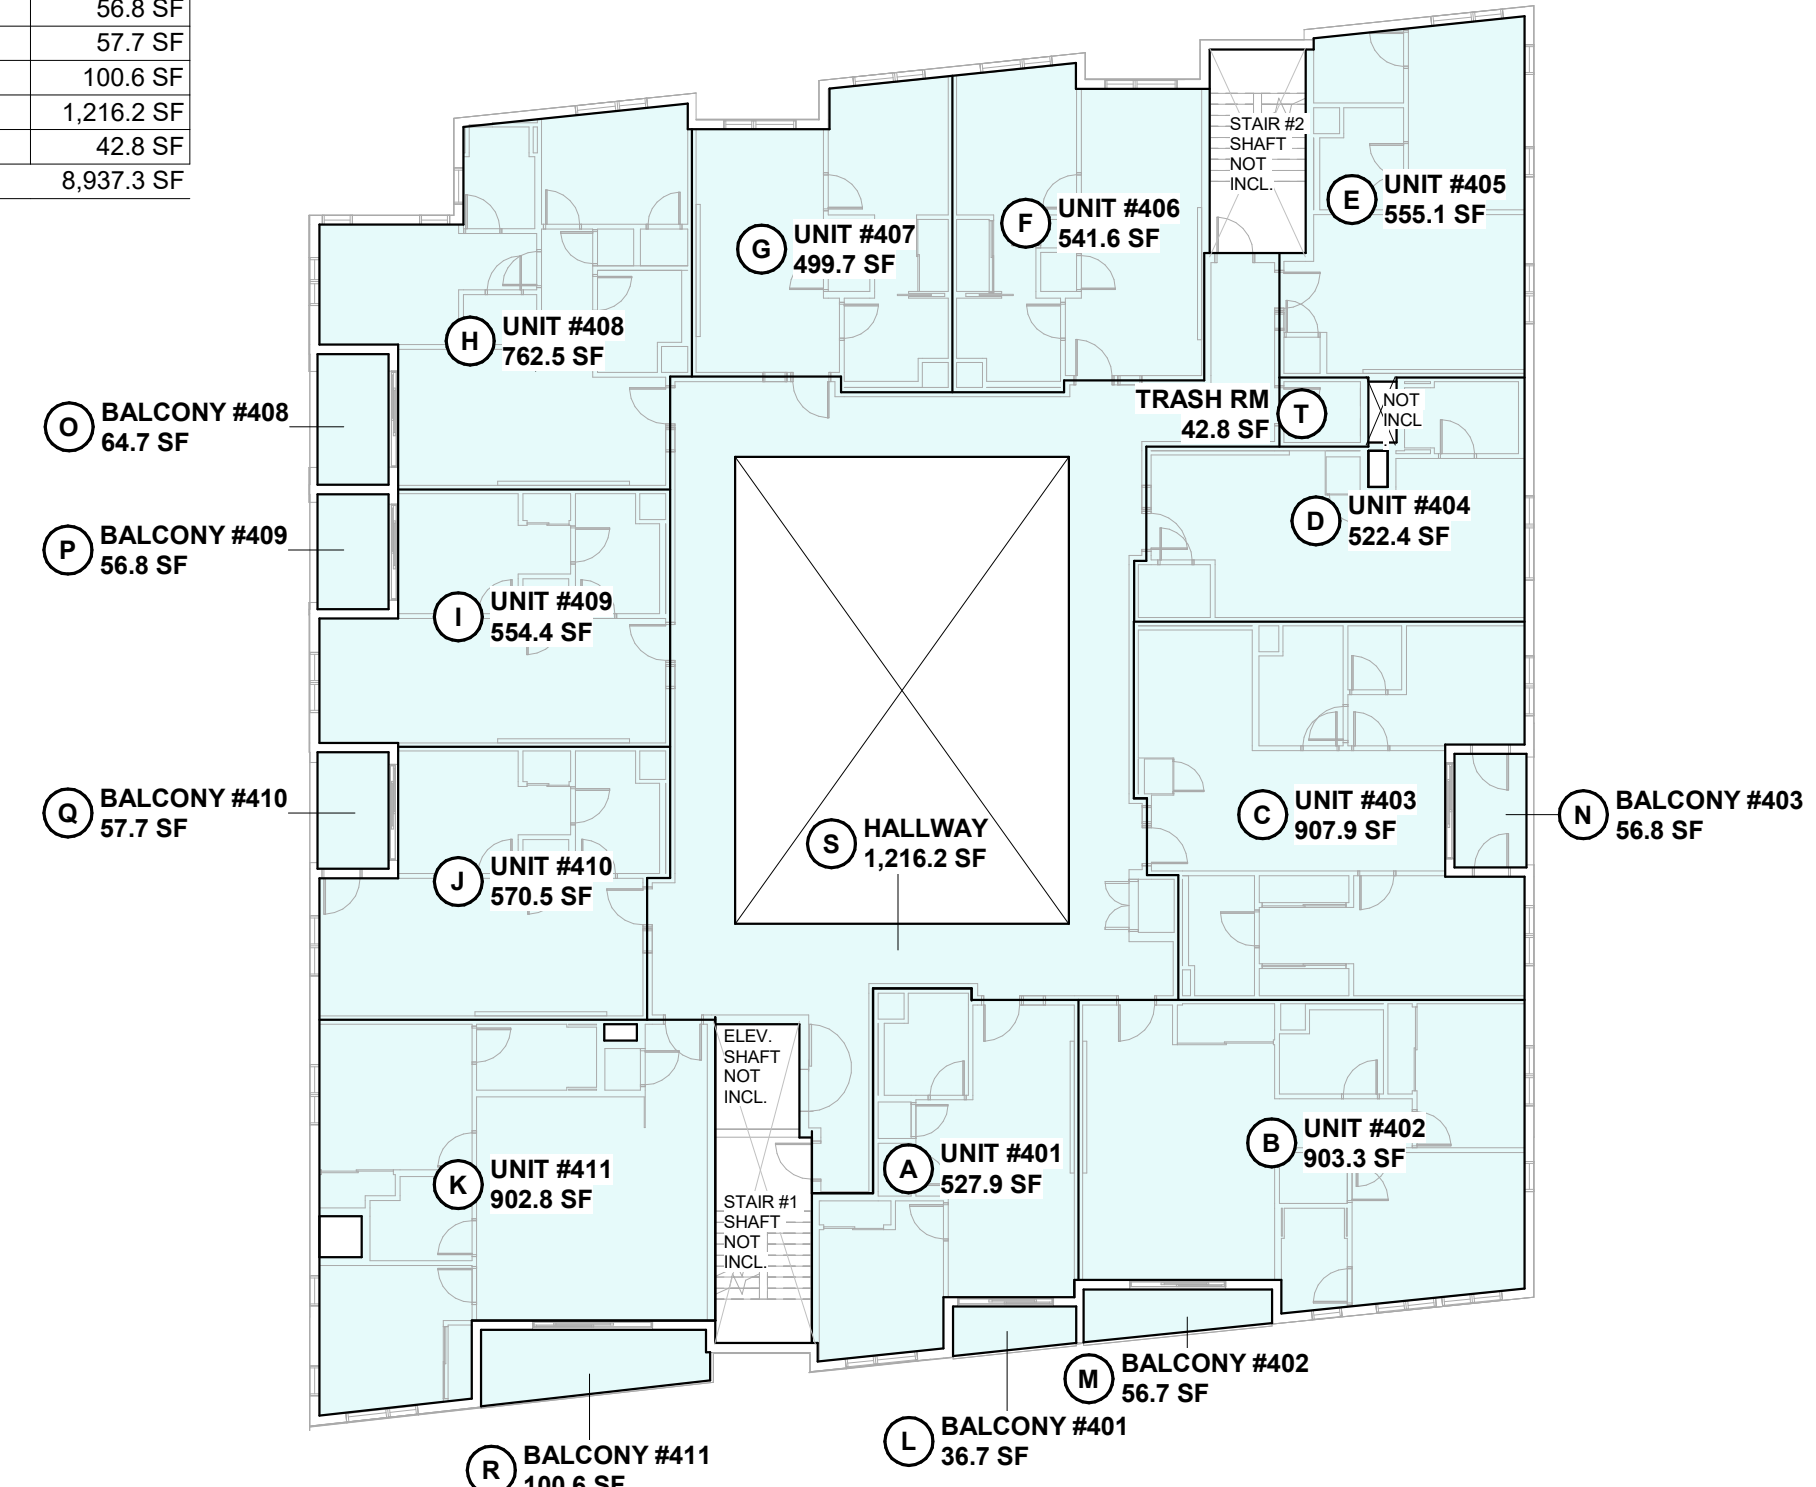 56.8 SF
57.7 SF
100.6 SF
1,216.2 SF
42.8 SF
8,937.3 SF
STAIR #2
SHAFT
NOT
INCL.
E UNIT #405
555.1 SF
F UNIT #406
541.6 SF
G UNIT #407
499.7 SF
H UNIT #408
762.5 SF
O BALCONY #408
64.7 SF
TRASH RM
42.8 SF
T
NOT
INCL
D UNIT #404
522.4 SF
P BALCONY #409
56.8 SF
I UNIT #409
554.4 SF
Q BALCONY #410
57.7 SF
J UNIT #410
570.5 SF
S HALLWAY
1,216.2 SF
C UNIT #403
907.9 SF
N BALCONY #403
56.8 SF
ELEV.
SHAFT
NOT
INCL.
K UNIT #411
902.8 SF
STAIR #1
SHAFT
NOT
INCL.
A UNIT #401
527.9 SF
B UNIT #402
903.3 SF
M BALCONY #402
56.7 SF
L BALCONY #401
36.7 SF
R BALCONY #411
100.6 SF